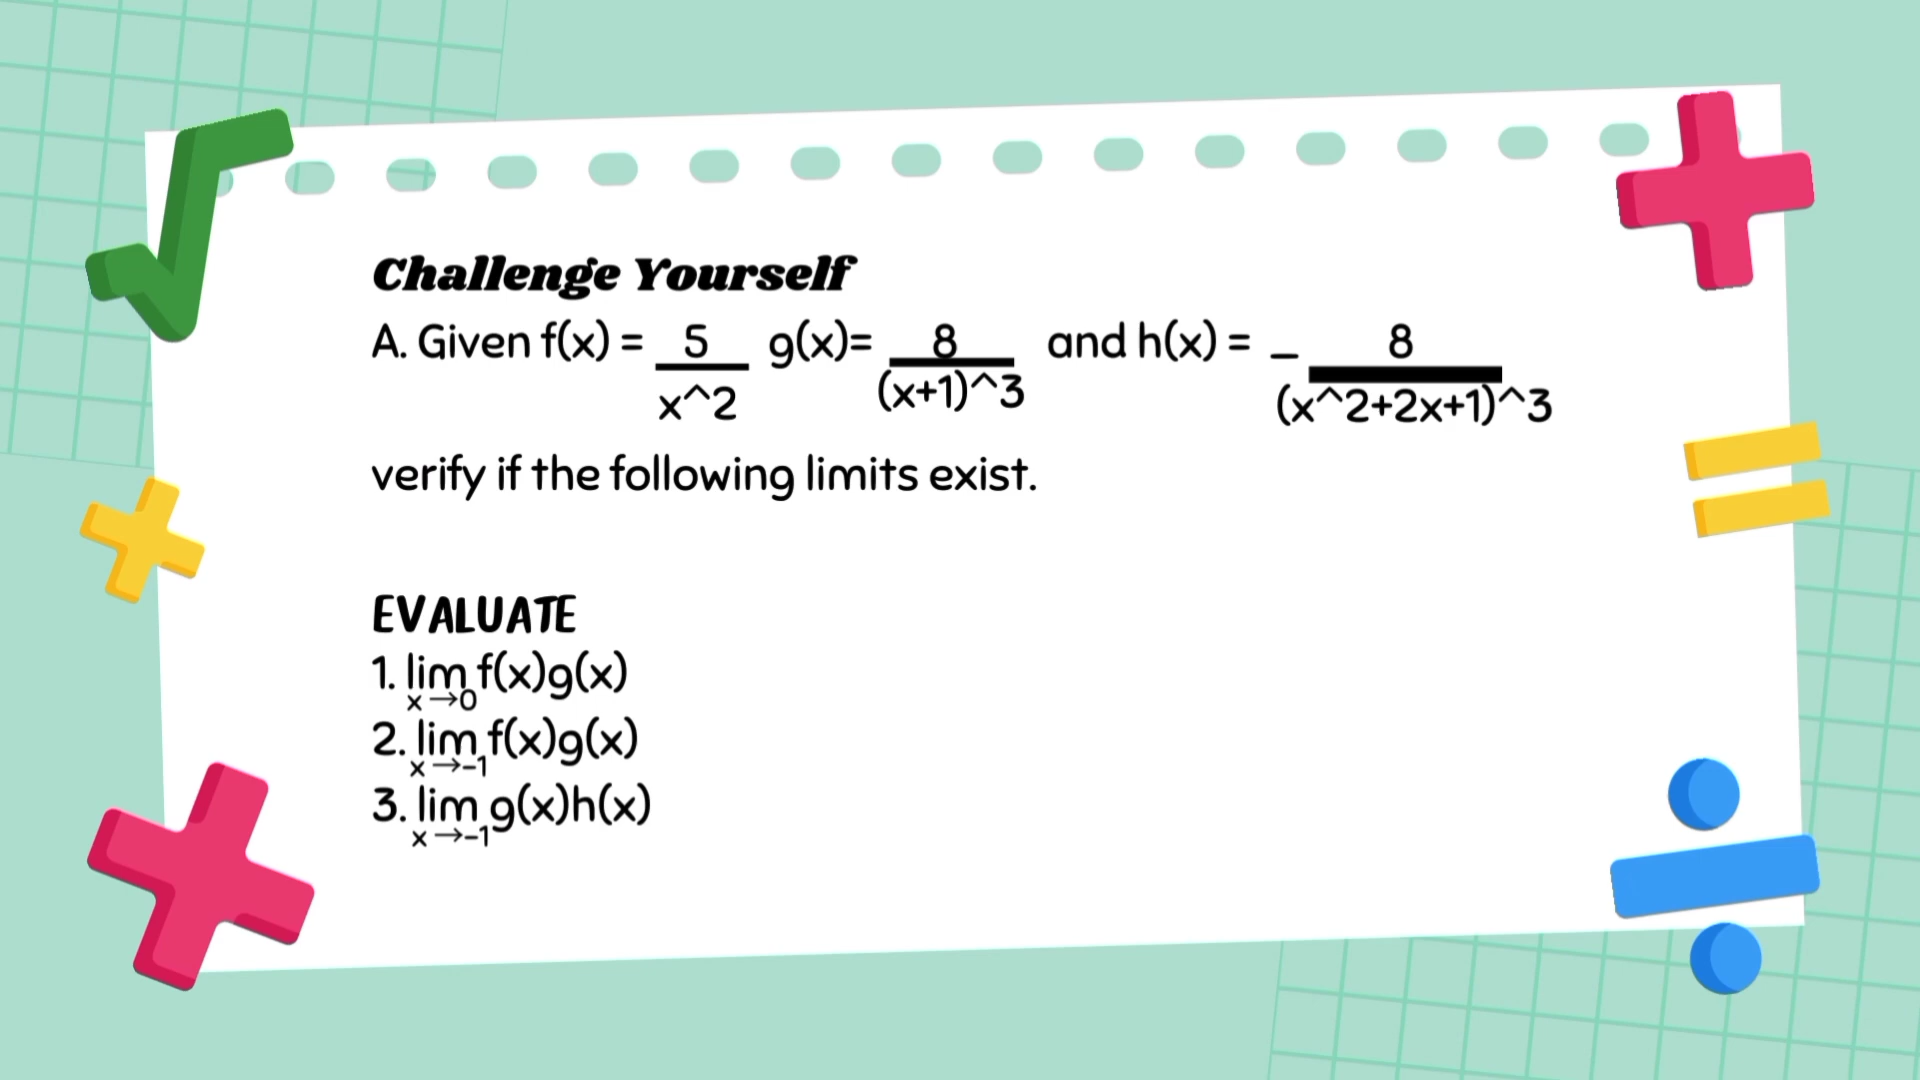 Challenge Yourself
A. Given f(x) = 5 g(x)= 8 and h(x) = – 8
x^2 (x+1)^3 (x^2+2x+1)^3
verify if the following limits exist.
EVALUATE
1. lim f(x)g(x)
x→0
2. lim f(x)g(x)
x→-1
3. lim g(x)h(x)
x→-1